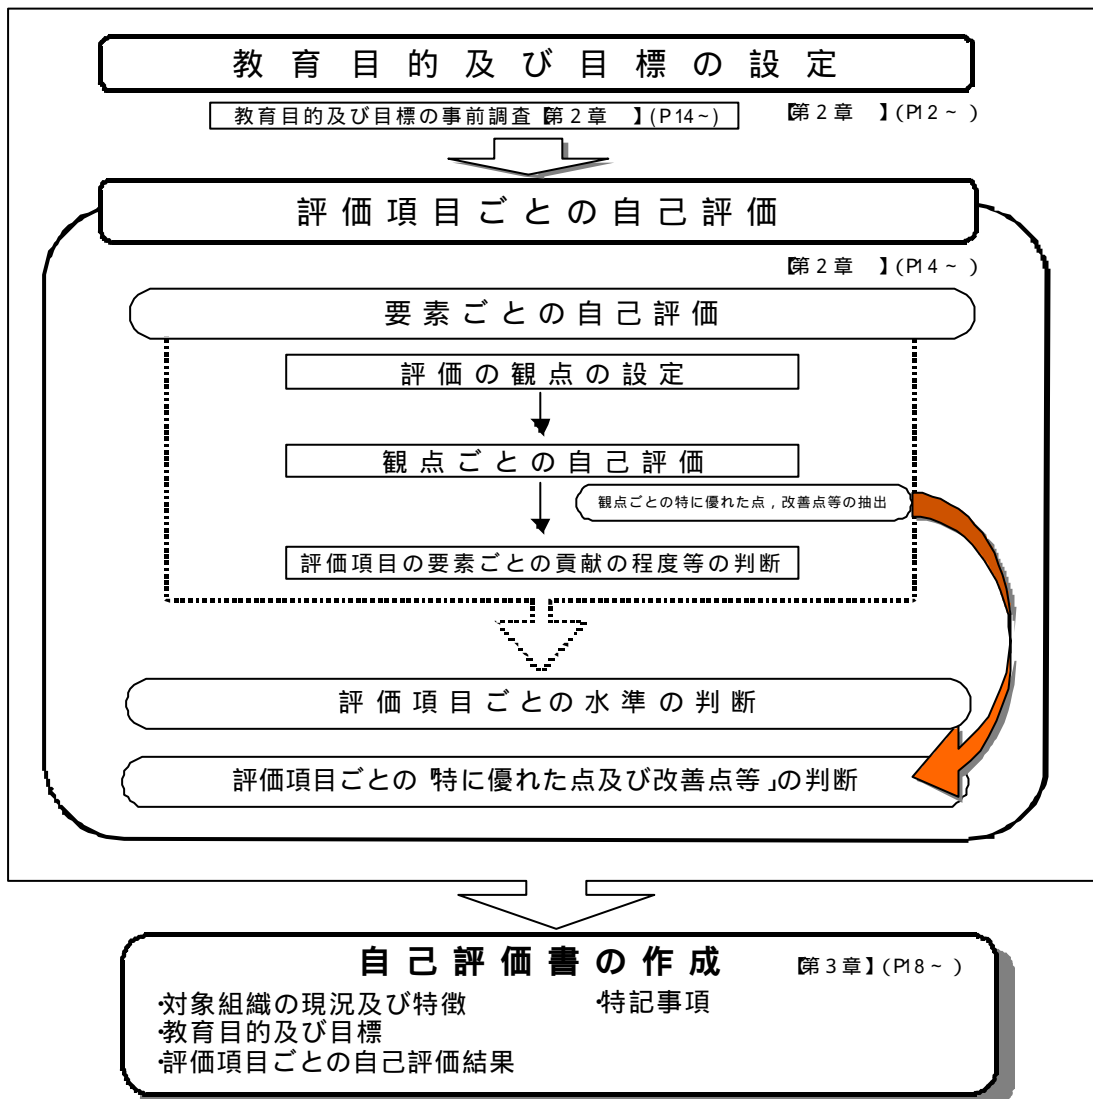 教育目的及び目標の設定
教育目的及び目標の事前調査【第2章　】(P14~)
【第2章　】(P12~ )
評価項目ごとの自己評価
【第2章　】(P14~ )
要素ごとの自己評価
評価の観点の設定
観点ごとの自己評価
観点ごとの特に優れた点，改善点等の抽出
評価項目の要素ごとの貢献の程度等の判断
評価項目ごとの水準の判断
評価項目ごとの「特に優れた点及び改善点等」の判断
自己評価書の作成
【第3章】(P18~ )
・対象組織の現況及び特徴
・特記事項
・教育目的及び目標
・評価項目ごとの自己評価結果